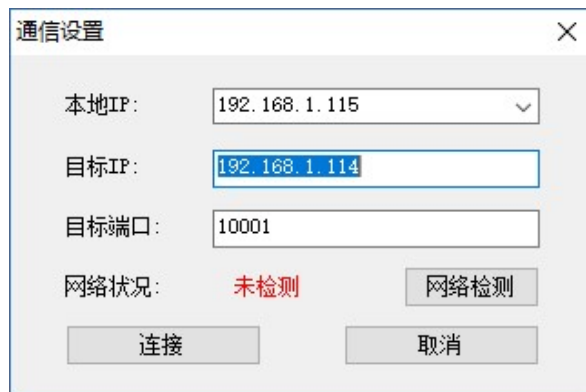 通信设置
本地IP: 192.168.1.115
目标IP: 192.168.1.114
目标端口: 10001
网络状况: 未检测 网络检测
连接 取消